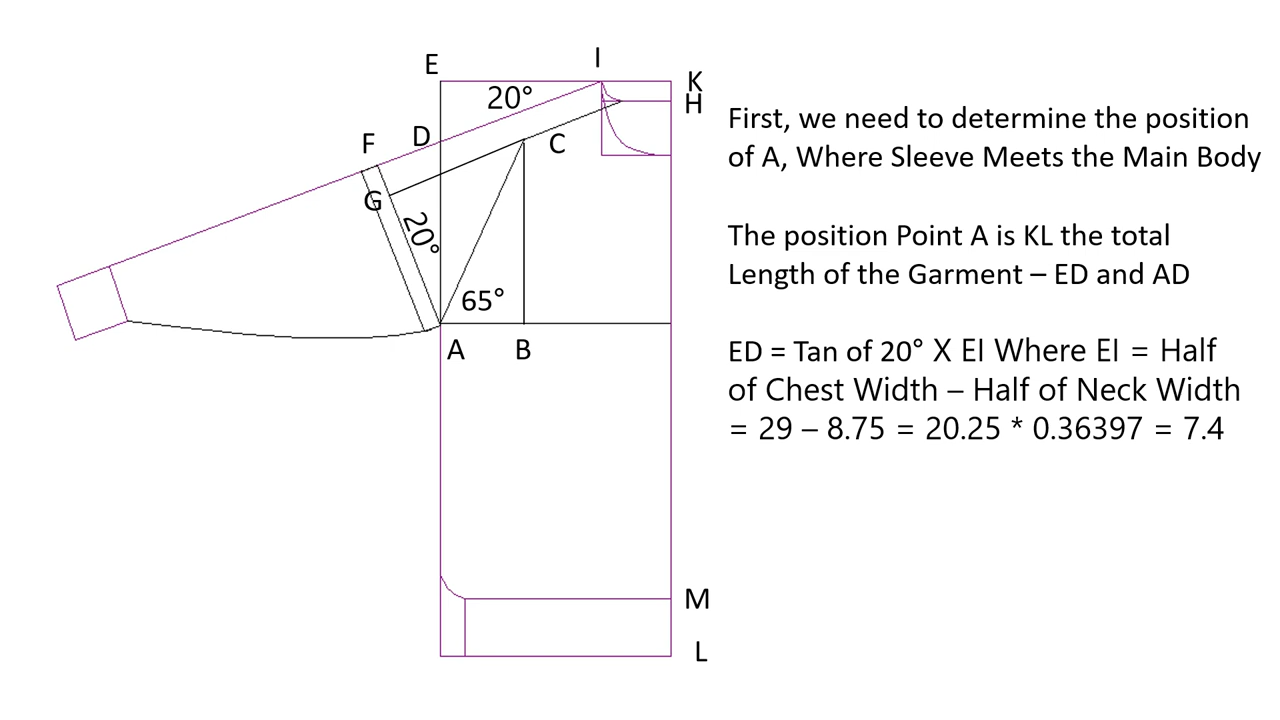 E
I
K
20°
H
First, we need to determine the position
of A, Where Sleeve Meets the Main Body
F
D
C
G
20°
The position Point A is KL the total
Length of the Garment – ED and AD
65°
A
B
ED = Tan of 20° X EI Where EI = Half
of Chest Width – Half of Neck Width
= 29 – 8.75 = 20.25 * 0.36397 = 7.4
M
L